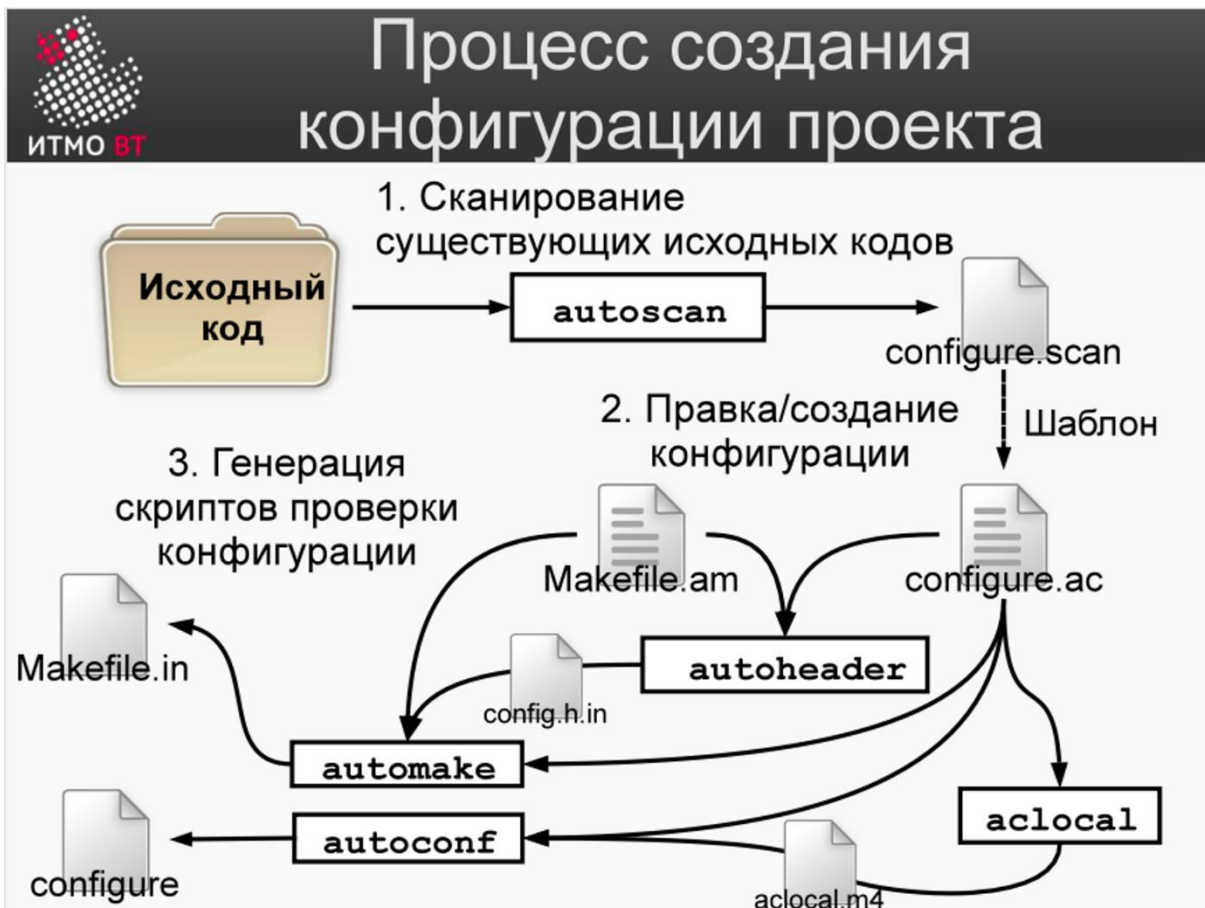 Процесс создания
конфигурации проекта
ИТМО ВТ
1. Сканирование
существующих исходных кодов
Исходный
код
autoscan
configure.scan
2. Правка/создание
конфигурации
Шаблон
3. Генерация
скриптов проверки
конфигурации
Makefile.am
configure.ac
Makefile.in
autoheader
config.h.in
automake
autoconf
aclocal
configure
aclocal.m4